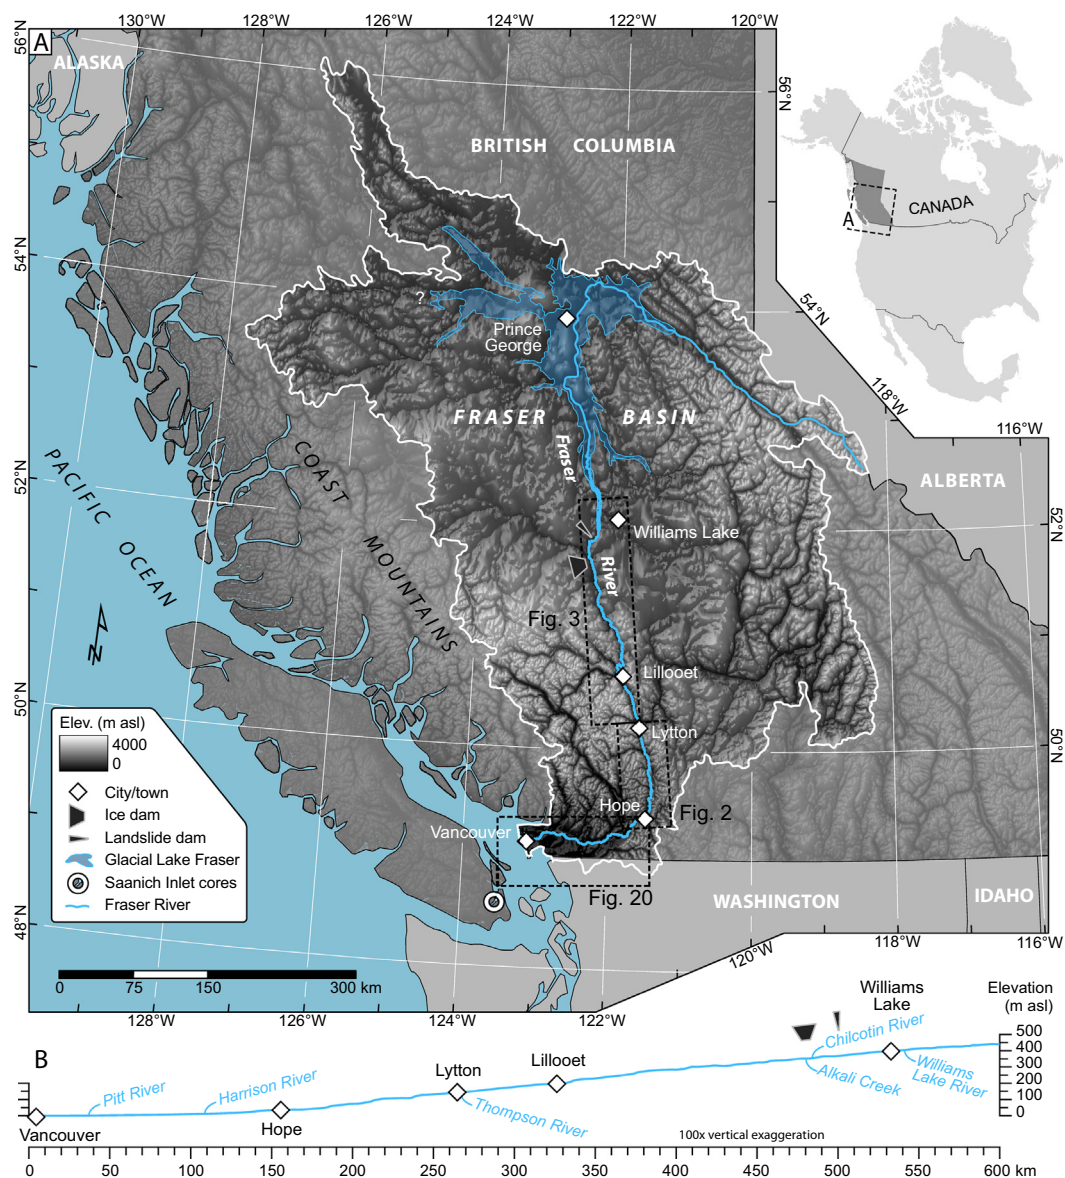 A
130°W
128°W
126°W
124°W
122°W
120°W
56°N
54°N
52°N
50°N
48°N
56°N
54°N
118°W
116°W
52°N
50°N
ALASKA
BRITISH COLUMBIA
CANADA
A
?
Prince
George
FRASER BASIN
Fraser
River
ALBERTA
PACIFIC
OCEAN
COAST
MOUNTAINS
Williams Lake
Fig. 3
Lillooet
Lytton
Hope
Fig. 2
Vancouver
Fig. 20
WASHINGTON
IDAHO
N
Elev. (m asl)
4000
0
City/town
Ice dam
Landslide dam
Glacial Lake Fraser
Saanich Inlet cores
Fraser River
0 75 150 300 km
128°W
126°W
124°W
122°W
120°W
118°W
116°W
B
Williams
Lake
Elevation
(m asl)
500
400
300
200
100
0
Chilcotin River
Alkali Creek
Williams
Lake River
Lillooet
Lytton
Thompson River
Harrison River
Pitt River
Hope
Vancouver
100x vertical exaggeration
0 50 100 150 200 250 300 350 400 450 500 550 600 km